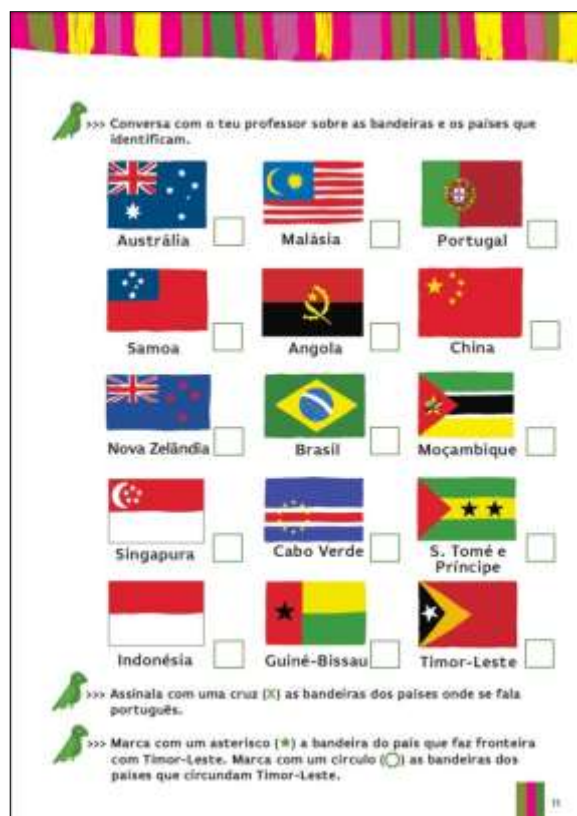 >>> Conversa com o teu professor sobre as bandeiras e os países que
identificam.
Austrália
Malásia
Portugal
Samoa
Angola
China
Nova Zelândia
Brasil
Moçambique
Singapura
Cabo Verde
S. Tomé e
Príncipe
Indonésia
Guiné-Bissau
Timor-Leste
>>> Assinala com uma cruz (X) as bandeiras dos países onde se fala
português.
>>> Marca com um asterisco (*) a bandeira do país que faz fronteira
com Timor-Leste. Marca com um círculo (◯) as bandeiras dos
países que circundam Timor-Leste.
11